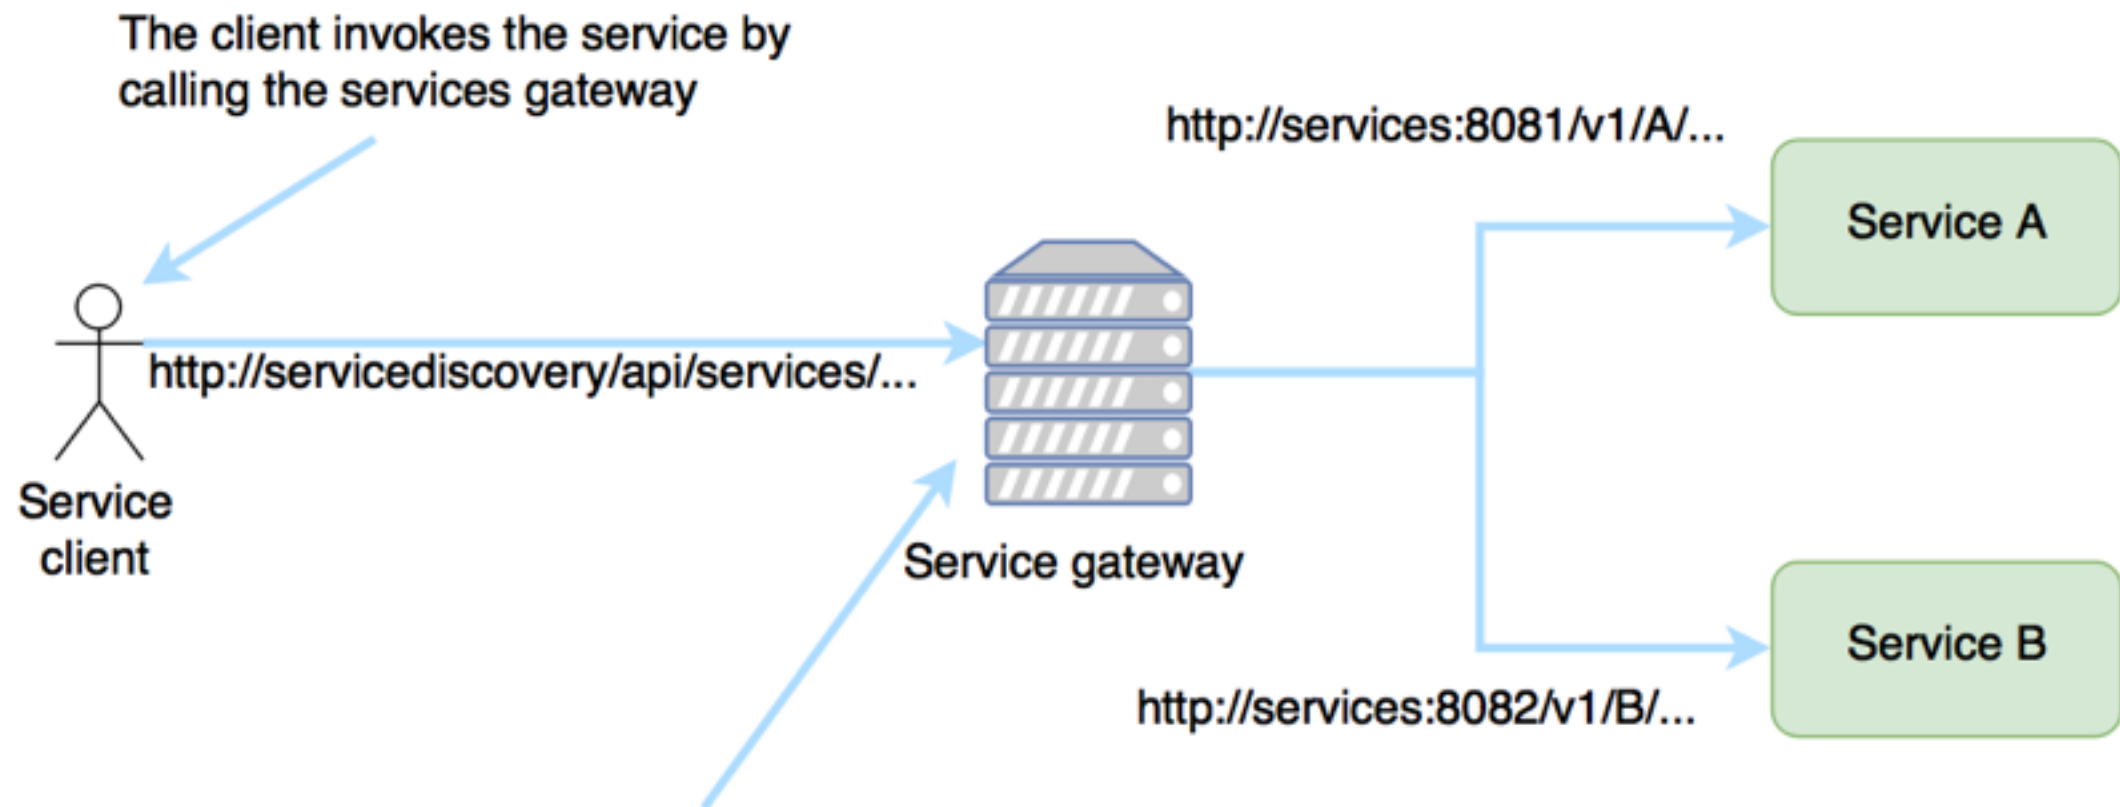 The client invokes the service by
calling the services gateway
http://services:8081/v1/A/...
Service A
http://servicediscovery/api/services/...
Service
client
Service gateway
Service B
http://services:8082/v1/B/...